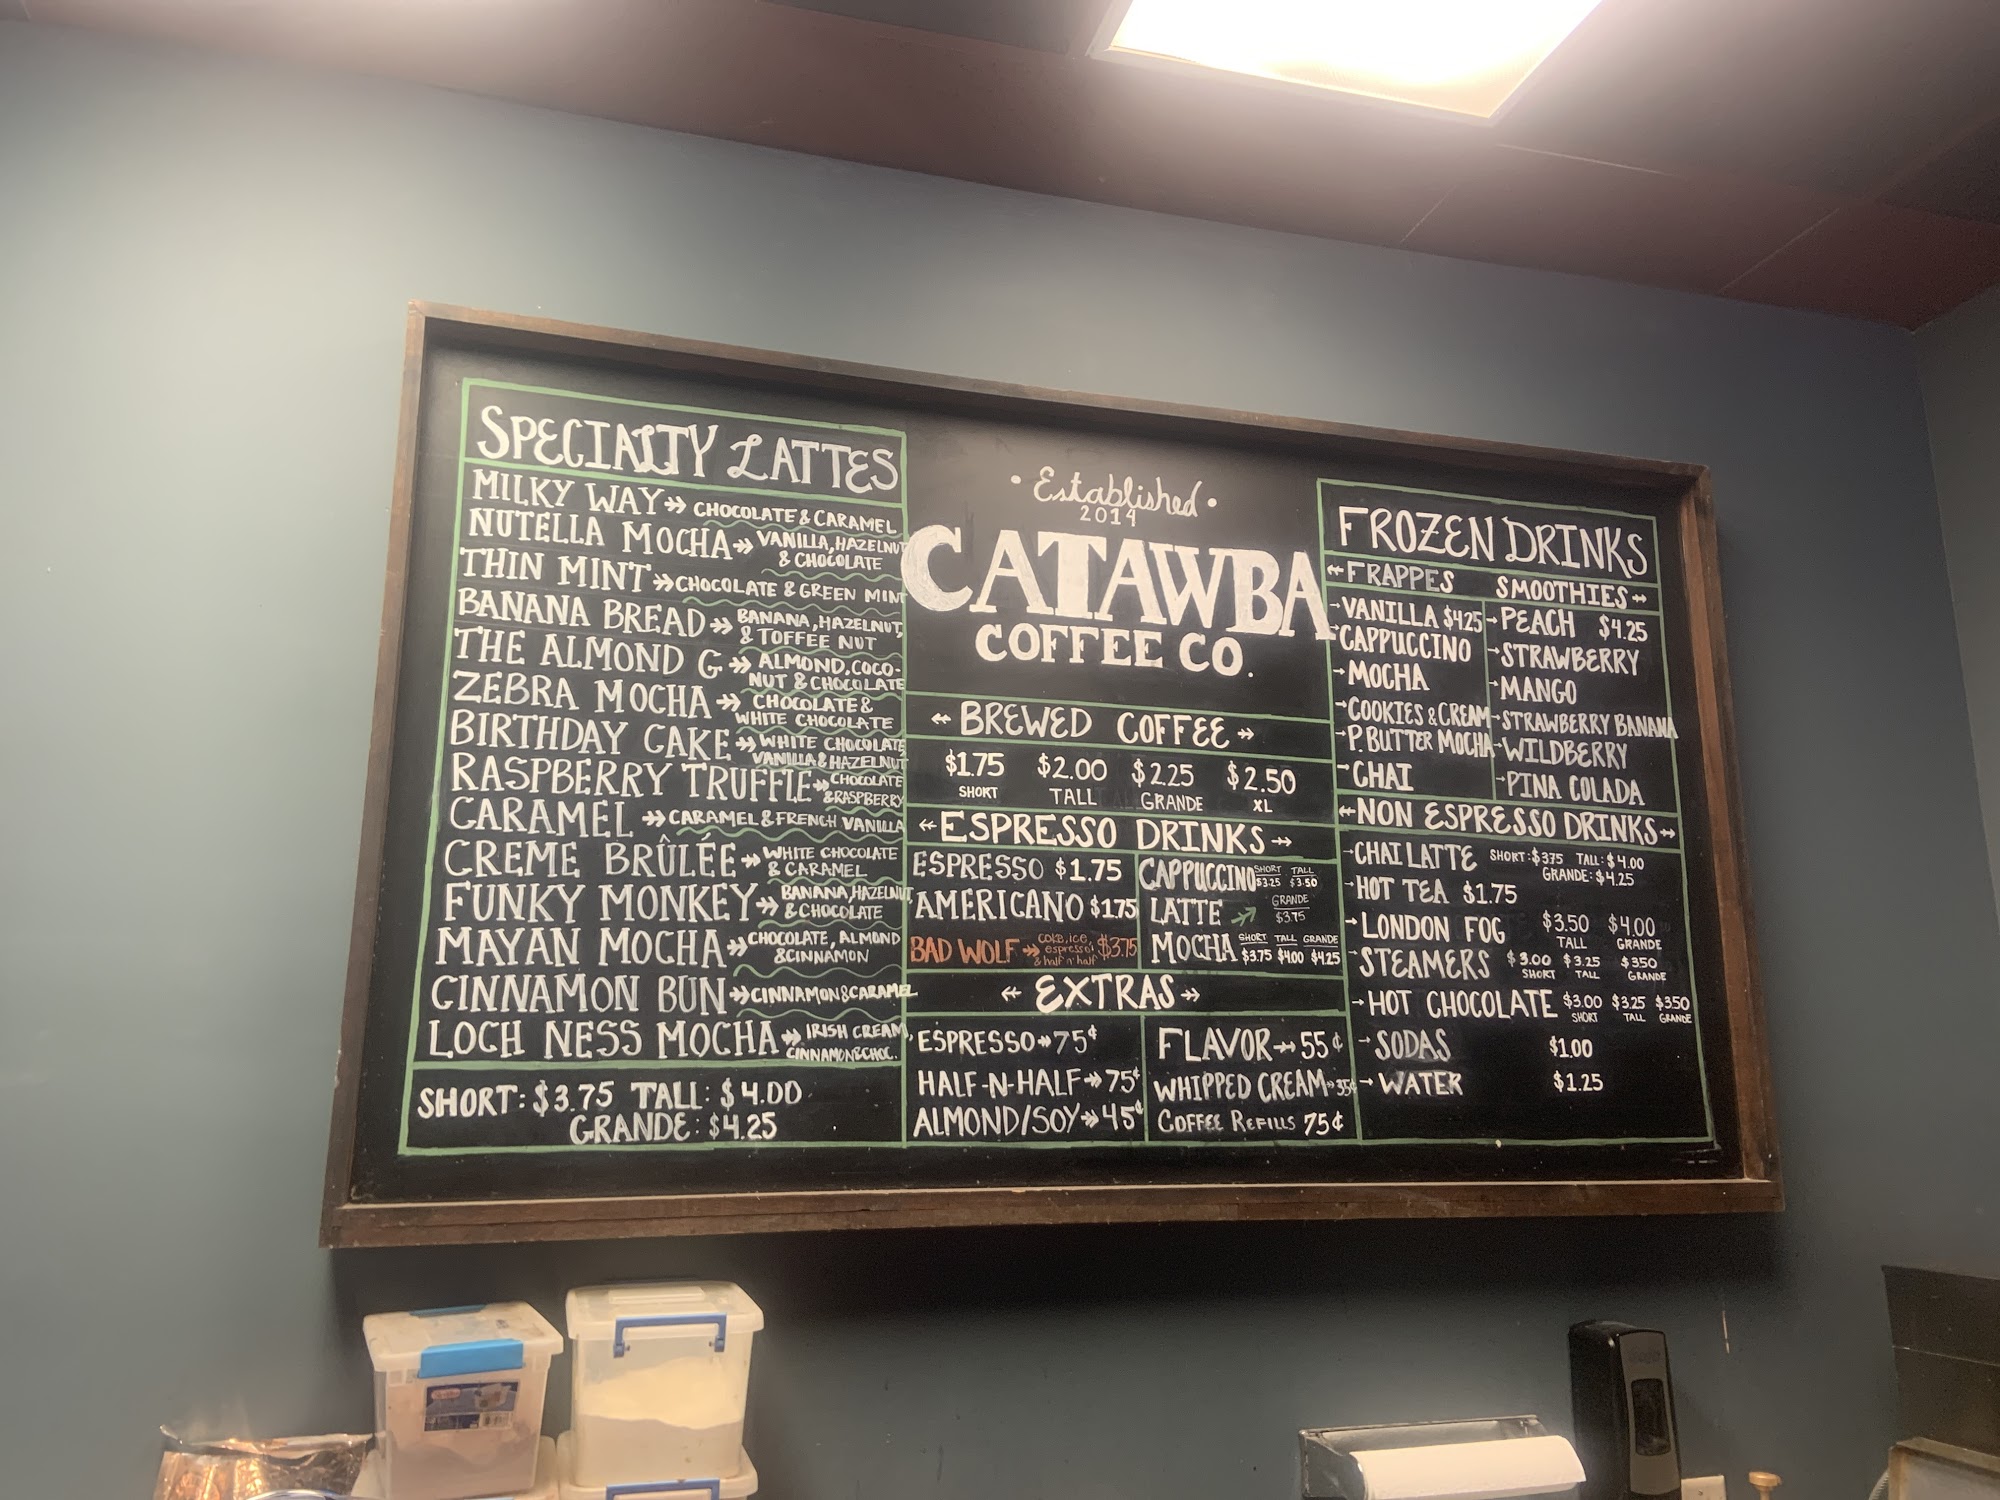 SPECIALTY LATTES
MILKY WAY →→ CHOCOLATE & CARAMEL
NUTELLA MOCHA →→ VANILLA, HAZELNUT
& CHOCOLATE
THIN MINT →→ CHOCOLATE & GREEN MINT
BANANA BREAD →→ BANANA, HAZELNUT,
& TOFFEE NUT
THE ALMOND G →→ ALMOND, COCO-
NUT & CHOCOLATE
ZEBRA MOCHA →→ CHOCOLATE &
WHITE CHOCOLATE
BIRTHDAY CAKE →→ WHITE CHOCOLATE,
VANILLA & HAZELNUT
RASPBERRY TRUFFLE →→ CHOCOLATE
& RASPBERRY
CARAMEL →→ CARAMEL & FRENCH VANILLA
CREME BRÛLÉE →→ WHITE CHOCOLATE
& CARAMEL
FUNKY MONKEY →→ BANANA, HAZELNUT,
& CHOCOLATE
MAYAN MOCHA →→ CHOCOLATE, ALMOND
& CINNAMON
CINNAMON BUN →→ CINNAMON & CARAMEL
LOCH NESS MOCHA →→ IRISH CREAM,
CINNAMON & CHOC.
SHORT: $3.75 TALL: $4.00
GRANDE: $4.25
• Established •
2014
CATAWBA
COFFEE CO.
BREWED COFFEE
$1.75 $2.00 $2.25 $2.50
SHORT TALL GRANDE XL
ESPRESSO DRINKS
ESPRESSO $1.75
AMERICANO $1.75
BAD WOLF →→ coke, ice, $3.75
espresso
& half n' half
CAPPUCCINO SHORT TALL
$3.25 $3.50
LATTE GRANDE
$3.75
MOCHA SHORT TALL GRANDE
$3.75 $4.00 $4.25
EXTRAS
ESPRESSO →→ 75¢
HALF-N-HALF →→ 75¢
ALMOND/SOY →→ 45¢
FLAVOR →→ 55¢
WHIPPED CREAM →→ 35¢
COFFEE REFILLS 75¢
FROZEN DRINKS
FRAPPES SMOOTHIES
→ VANILLA $4.25
→ CAPPUCCINO
→ MOCHA
→ COOKIES & CREAM
→ P. BUTTER MOCHA
→ CHAI
→ PEACH $4.25
→ STRAWBERRY
→ MANGO
→ STRAWBERRY BANANA
→ WILDBERRY
→ PINA COLADA
NON ESPRESSO DRINKS
→ CHAI LATTE SHORT: $3.75 TALL: $4.00
GRANDE: $4.25
→ HOT TEA $1.75
→ LONDON FOG $3.50 $4.00
TALL GRANDE
→ STEAMERS $3.00 $3.25 $3.50
SHORT TALL GRANDE
→ HOT CHOCOLATE $3.00 $3.25 $3.50
SHORT TALL GRANDE
→ SODAS $1.00
→ WATER $1.25